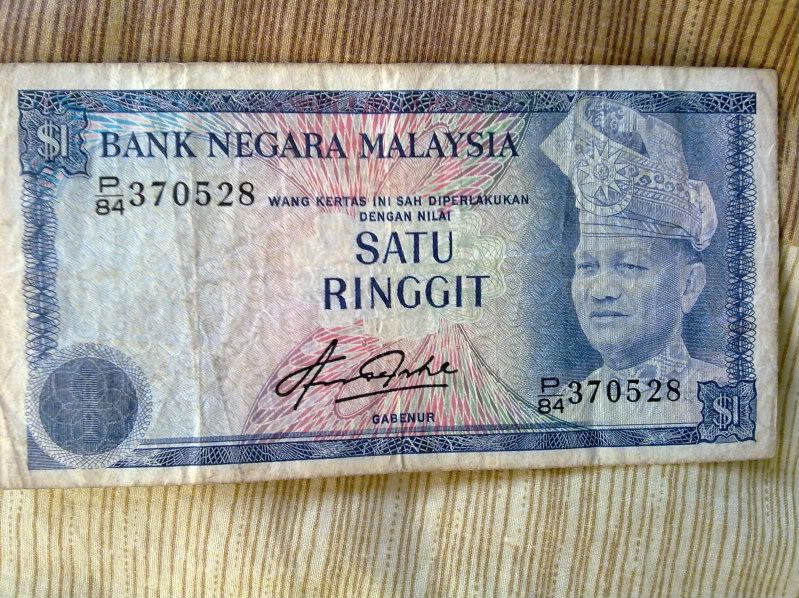 $1
BANK NEGARA MALAYSIA
P/84 370528
WANG KERTAS INI SAH DIPERLAKUKAN
DENGAN NILAI
SATU
RINGGIT
GABENUR
P/84 370528
$1